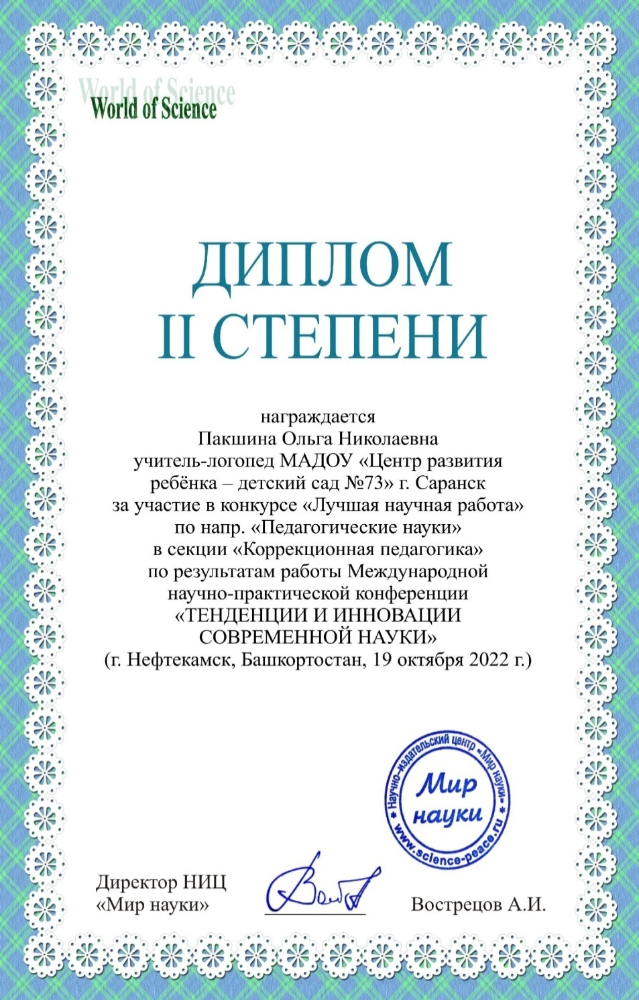 World of Science
World of Science
ДИПЛОМ
II СТЕПЕНИ
награждается
Пакшина Ольга Николаевна
учитель-логопед МАДОУ «Центр развития
ребёнка – детский сад №73» г. Саранск
за участие в конкурсе «Лучшая научная работа»
по напр. «Педагогические науки»
в секции «Коррекционная педагогика»
по результатам работы Международной
научно-практической конференции
«ТЕНДЕНЦИИ И ИННОВАЦИИ
СОВРЕМЕННОЙ НАУКИ»
(г. Нефтекамск, Башкортостан, 19 октября 2022 г.)
* Научно-издательский центр «Мир науки» *
Мир
науки
www.science-peace.ru
Директор НИЦ
«Мир науки»
Вострецов А.И.